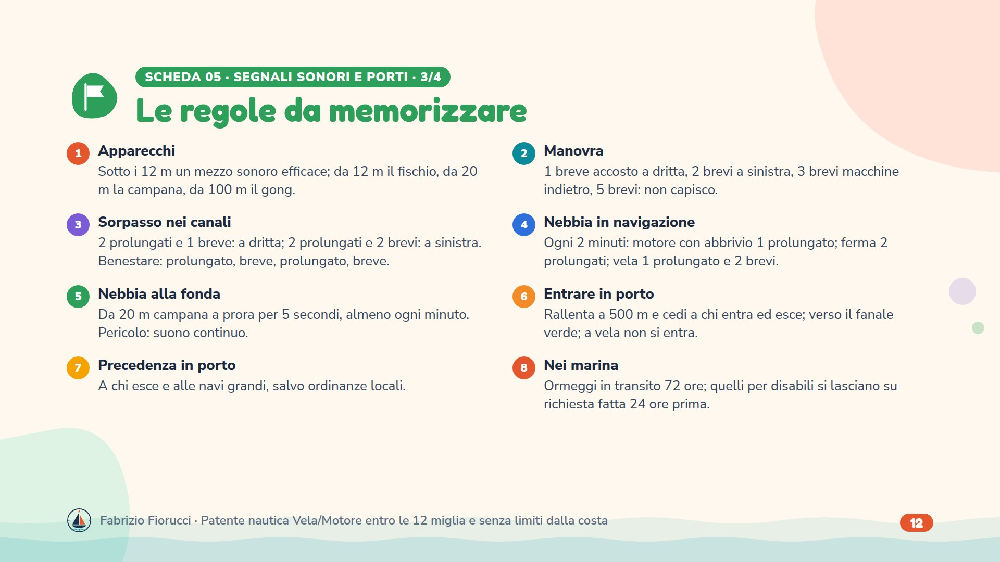 SCHEDA 05 · SEGNALI SONORI E PORTI · 3/4
Le regole da memorizzare
1
Apparecchi
Sotto i 12 m un mezzo sonoro efficace; da 12 m il fischio, da 20
m la campana, da 100 m il gong.
2
Manovra
1 breve accosto a dritta, 2 brevi a sinistra, 3 brevi macchine
indietro, 5 brevi: non capisco.
3
Sorpasso nei canali
2 prolungati e 1 breve: a dritta; 2 prolungati e 2 brevi: a sinistra.
Benestare: prolungato, breve, prolungato, breve.
4
Nebbia in navigazione
Ogni 2 minuti: motore con abbrivio 1 prolungato; ferma 2
prolungati; vela 1 prolungato e 2 brevi.
5
Nebbia alla fonda
Da 20 m campana a prora per 5 secondi, almeno ogni minuto.
Pericolo: suono continuo.
6
Entrare in porto
Rallenta a 500 m e cedi a chi entra ed esce; verso il fanale
verde; a vela non si entra.
7
Precedenza in porto
A chi esce e alle navi grandi, salvo ordinanze locali.
8
Nei marina
Ormeggi in transito 72 ore; quelli per disabili si lasciano su
richiesta fatta 24 ore prima.
Fabrizio Fiorucci · Patente nautica Vela/Motore entro le 12 miglia e senza limiti dalla costa
12